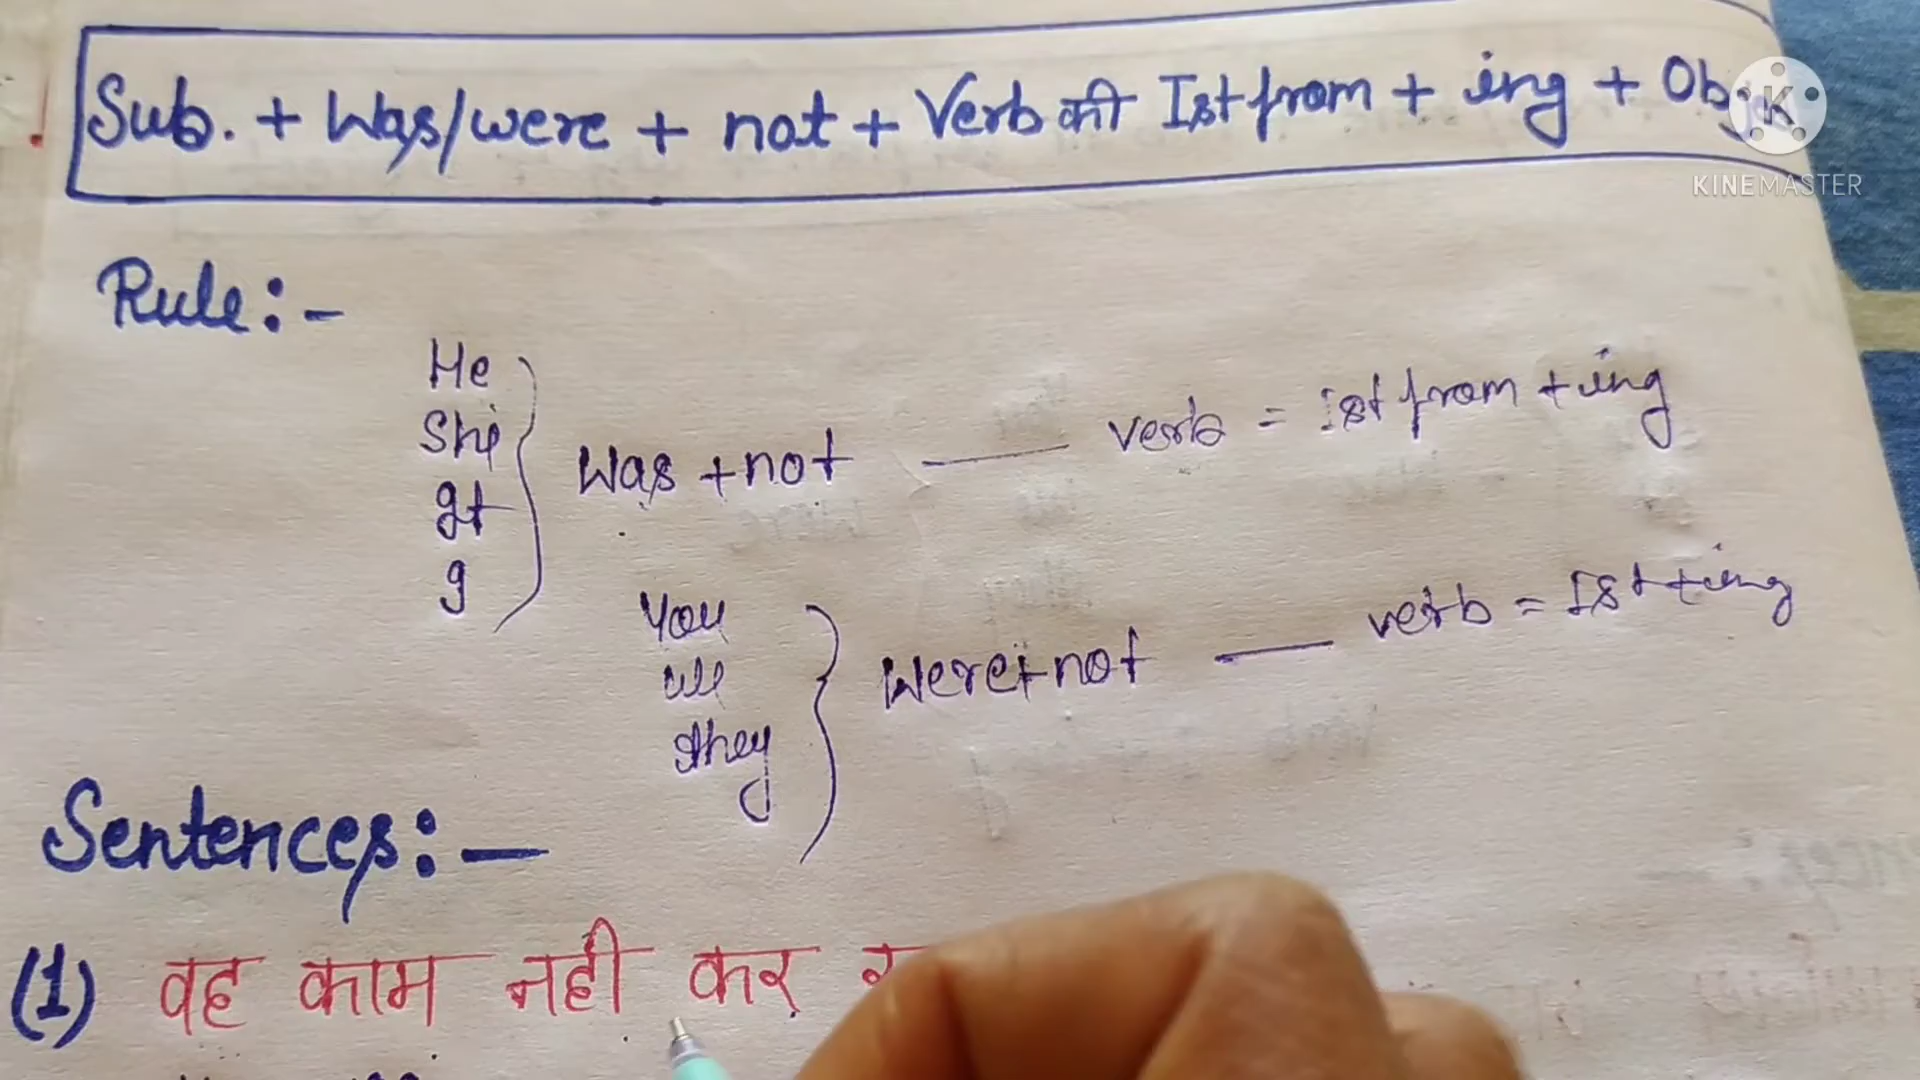 Sub. + Was/were + not + Verb की Ist from + ing + Obj
KINEMASTER
Rule:-
He
She
It
I
Was + not — verb = Ist from + ing
You
we
they
Were + not — verb = Ist + ing
Sentences:-
(1) वह काम नही कर